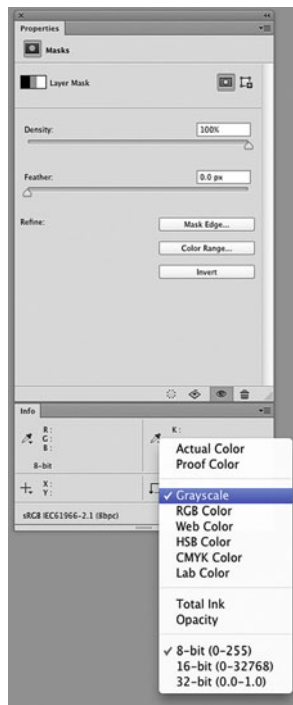 Properties
Masks
Layer Mask
Density: 100%
Feather: 0.0 px
Refine: Mask Edge...
Color Range...
Invert
Info
R : K :
G :
B :
8-bit
X :
Y :
sRGB IEC61966-2.1 (8bpc)
Actual Color
Proof Color
✓ Grayscale
RGB Color
Web Color
HSB Color
CMYK Color
Lab Color
Total Ink
Opacity
✓ 8-bit (0-255)
16-bit (0-32768)
32-bit (0.0-1.0)